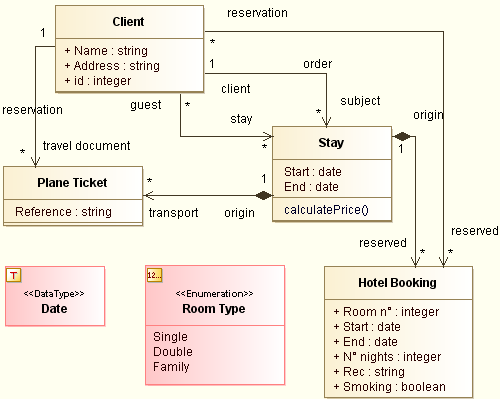 Client
+ Name : string
+ Address : string
+ id : integer
reservation
*
1
1
order
client
guest
*
stay
*
subject
*
reservation
travel document
*
Stay
Start : date
End : date
calculatePrice()
origin
1
Plane Ticket
Reference : string
*
transport
1
origin
reserved
*
reserved
*
T
<<DataType>>
Date
12...
<<Enumeration>>
Room Type
Single
Double
Family
Hotel Booking
+ Room n° : integer
+ Start : date
+ End : date
+ N° nights : integer
+ Rec : string
+ Smoking : boolean